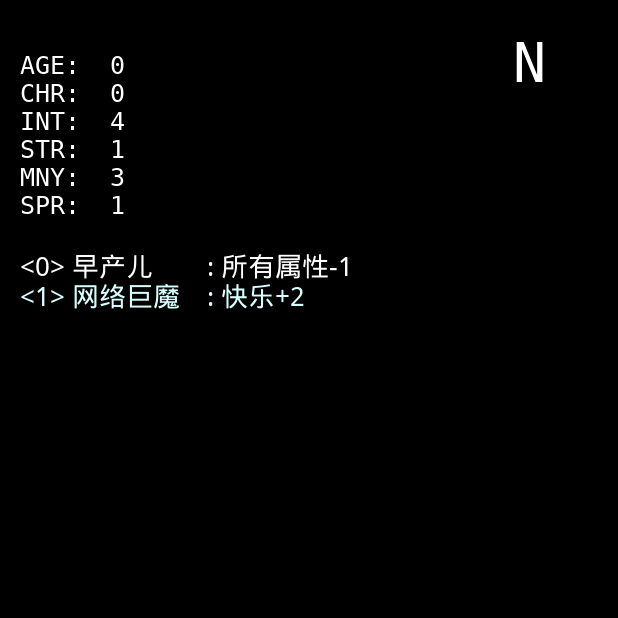 N
AGE: 0
CHR: 0
INT: 4
STR: 1
MNY: 3
SPR: 1
<0> 早产儿 : 所有属性-1
<1> 网络巨魔 : 快乐+2